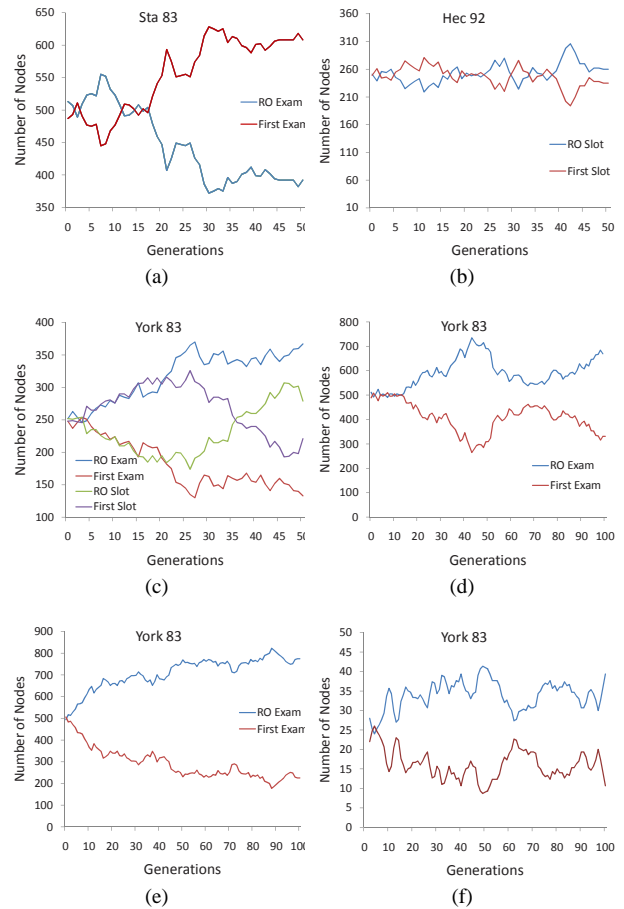 Sta 83
Number of Nodes
650
600
550
500
450
400
350
RO Exam
First Exam
0 5 10 15 20 25 30 35 40 45 50
Generations
(a)
Hec 92
Number of Nodes
360
310
260
210
160
110
60
10
RO Slot
First Slot
0 5 10 15 20 25 30 35 40 45 50
Generations
(b)
York 83
Number of Nodes
400
350
300
250
200
150
100
RO Exam
First Exam
RO Slot
First Slot
0 5 10 15 20 25 30 35 40 45 50
Generations
(c)
York 83
Number of Nodes
800
700
600
500
400
300
200
100
0
RO Exam
First Exam
0 10 20 30 40 50 60 70 80 90 100
Generations
(d)
York 83
Number of Nodes
900
800
700
600
500
400
300
200
100
0
RO Exam
First Exam
0 10 20 30 40 50 60 70 80 90 100
Generations
(e)
York 83
Number of Nodes
50
45
40
35
30
25
20
15
10
5
0
0 10 20 30 40 50 60 70 80 90 100
Generations
(f)